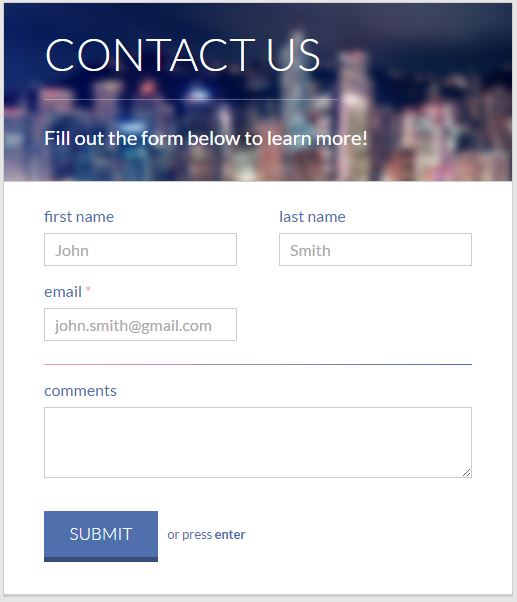 CONTACT US
Fill out the form below to learn more!
first name last name
John Smith
email *
john.smith@gmail.com
comments
SUBMIT or press enter